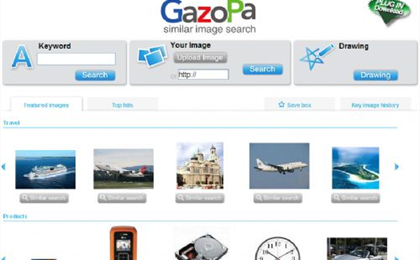 GazoPa
similar image search
PLUG IN
Download
Keyword
Search
Your Image
Upload Image
or http://
Search
Drawing
Drawing
Featured images
Top hits
Save box
Key image history
Travel
Similar search
Similar search
Similar search
Similar search
Similar search
Products